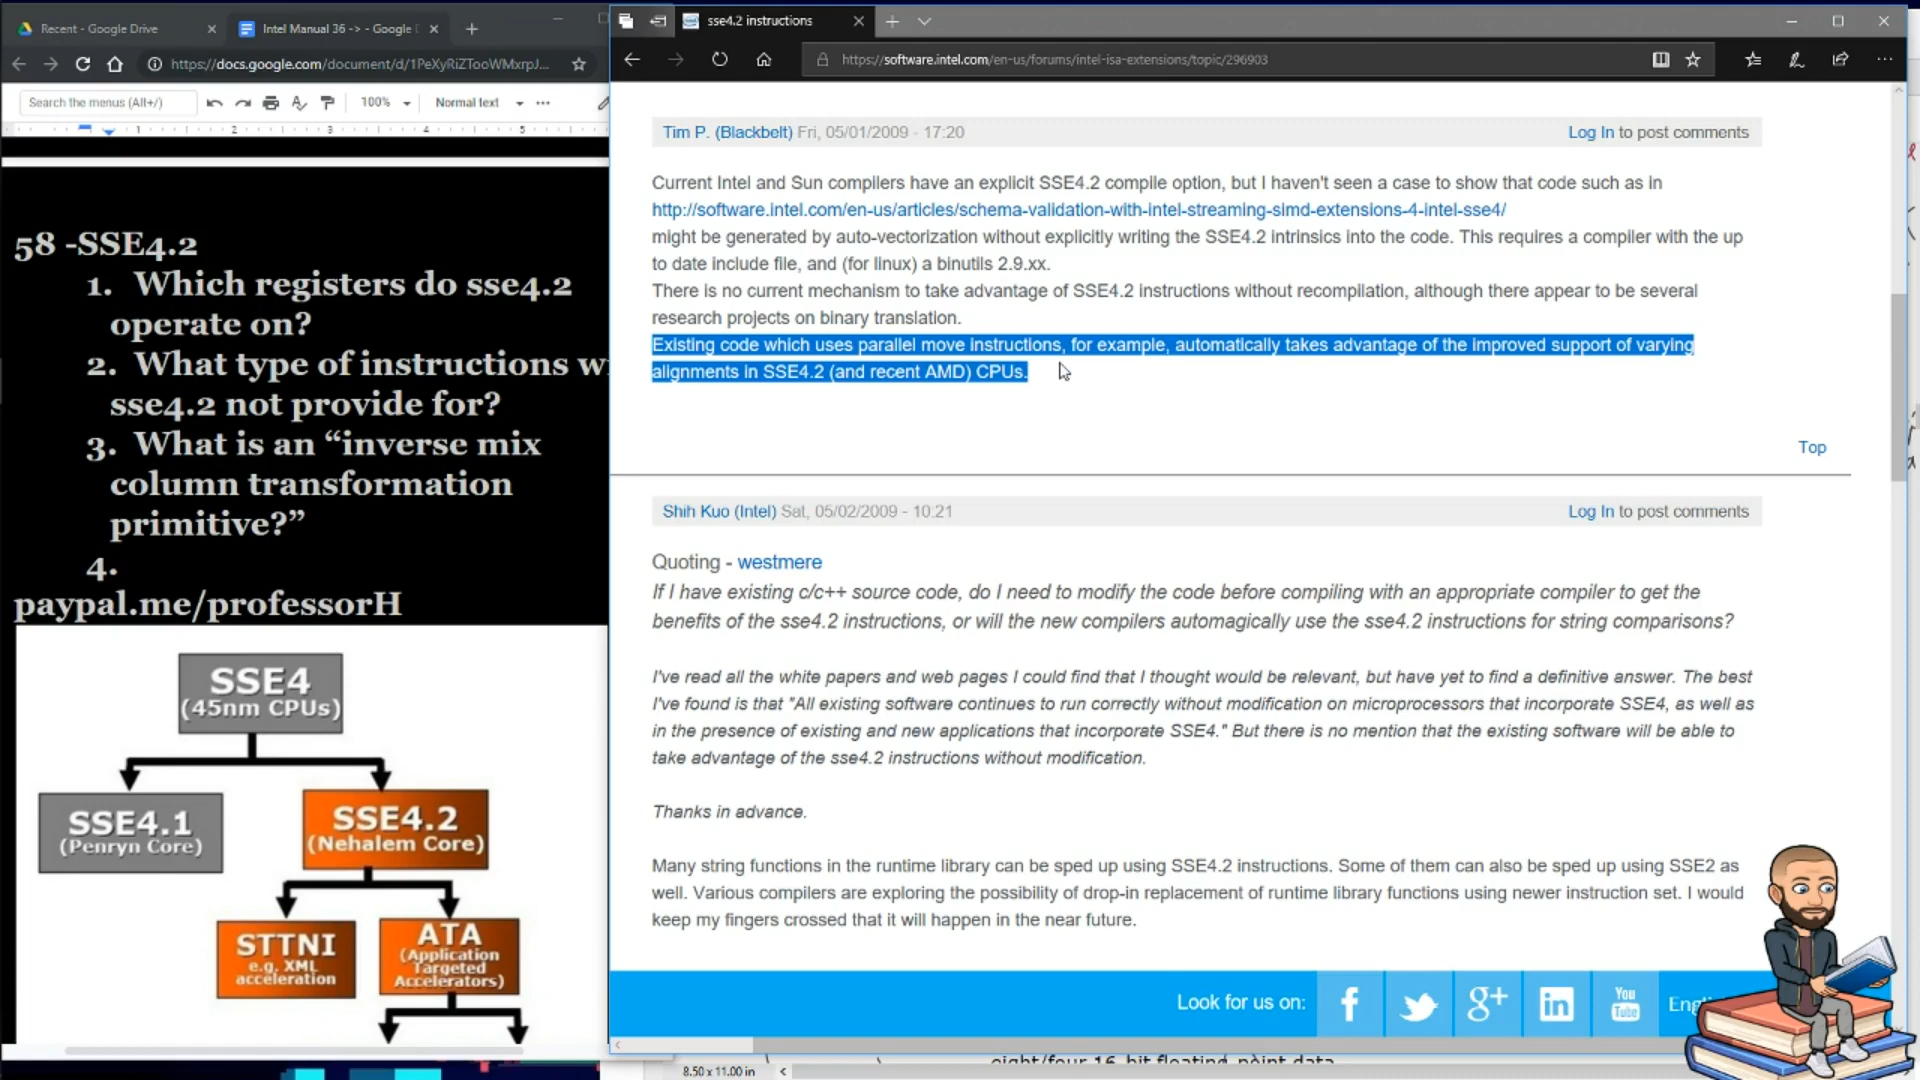 Recent - Google Drive
Intel Manual 36 -> - Google
https://docs.google.com/document/d/1PeXyRiZTooWMxrpJ...
Search the menus (Alt+/)
100%
Normal text
1 2 3 4 5
58 -SSE4.2
1. Which registers do sse4.2
operate on?
2. What type of instructions
sse4.2 not provide for?
3. What is an “inverse mix
column transformation
primitive?”
4.
paypal.me/professorH
SSE4
(45nm CPUs)
SSE4.1
(Penryn Core)
SSE4.2
(Nehalem Core)
STTNI
e.g. XML
acceleration
ATA
(Application
Targeted
Accelerators)
sse4.2 instructions
https://software.intel.com/en-us/forums/intel-isa-extensions/topic/296903
Tim P. (Blackbelt) Fri, 05/01/2009 - 17:20
Log In to post comments
Current Intel and Sun compilers have an explicit SSE4.2 compile option, but I haven't seen a case to show that code such as in
http://software.intel.com/en-us/articles/schema-validation-with-intel-streaming-simd-extensions-4-intel-sse4/
might be generated by auto-vectorization without explicitly writing the SSE4.2 intrinsics into the code. This requires a compiler with the up
to date include file, and (for linux) a binutils 2.9.xx.
There is no current mechanism to take advantage of SSE4.2 instructions without recompilation, although there appear to be several
research projects on binary translation.
Existing code which uses parallel move instructions, for example, automatically takes advantage of the improved support of varying
alignments in SSE4.2 (and recent AMD) CPUs.
Top
Shih Kuo (Intel) Sat, 05/02/2009 - 10:21
Log In to post comments
Quoting - westmere
If I have existing c/c++ source code, do I need to modify the code before compiling with an appropriate compiler to get the
benefits of the sse4.2 instructions, or will the new compilers automagically use the sse4.2 instructions for string comparisons?
I've read all the white papers and web pages I could find that I thought would be relevant, but have yet to find a definitive answer. The best
I've found is that "All existing software continues to run correctly without modification on microprocessors that incorporate SSE4, as well as
in the presence of existing and new applications that incorporate SSE4." But there is no mention that the existing software will be able to
take advantage of the sse4.2 instructions without modification.
Thanks in advance.
Many string functions in the runtime library can be sped up using SSE4.2 instructions. Some of them can also be sped up using SSE2 as
well. Various compilers are exploring the possibility of drop-in replacement of runtime library functions using newer instruction set. I would
keep my fingers crossed that it will happen in the near future.
Look for us on:
f
g+
in
You
Tube
8.50 x 11.00 in
eight/four 16-bit floating-point data